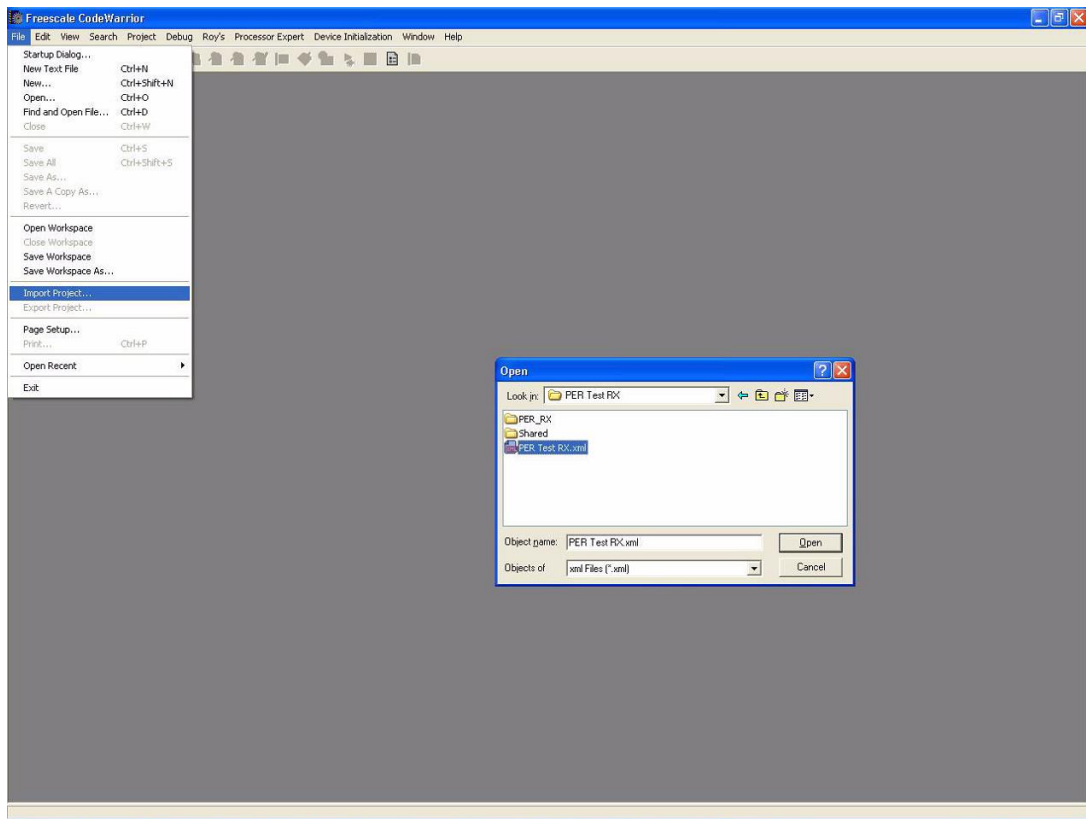 Freescale CodeWarrior
File Edit View Search Project Debug Roy's Processor Expert Device Initialization Window Help
Startup Dialog...
New Text File Ctrl+N
New... Ctrl+Shift+N
Open... Ctrl+O
Find and Open File... Ctrl+D
Close Ctrl+W
Save Ctrl+S
Save All Ctrl+Shift+S
Save As...
Save A Copy As...
Revert...
Open Workspace
Close Workspace
Save Workspace
Save Workspace As...
Import Project...
Export Project...
Page Setup...
Print... Ctrl+P
Open Recent
Exit
Open
Look in: PER Test RX
PER_RX
Shared
PER Test RX.xml
Object name: PER Test RX.xml Open
Objects of xml Files (*.xml) Cancel